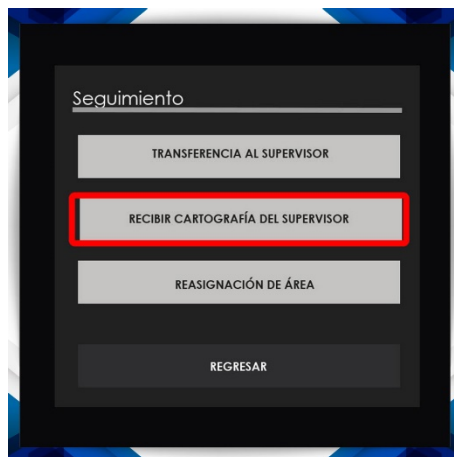 Seguimiento
TRANSFERENCIA AL SUPERVISOR
RECIBIR CARTOGRAFÍA DEL SUPERVISOR
REASIGNACIÓN DE ÁREA
REGRESAR